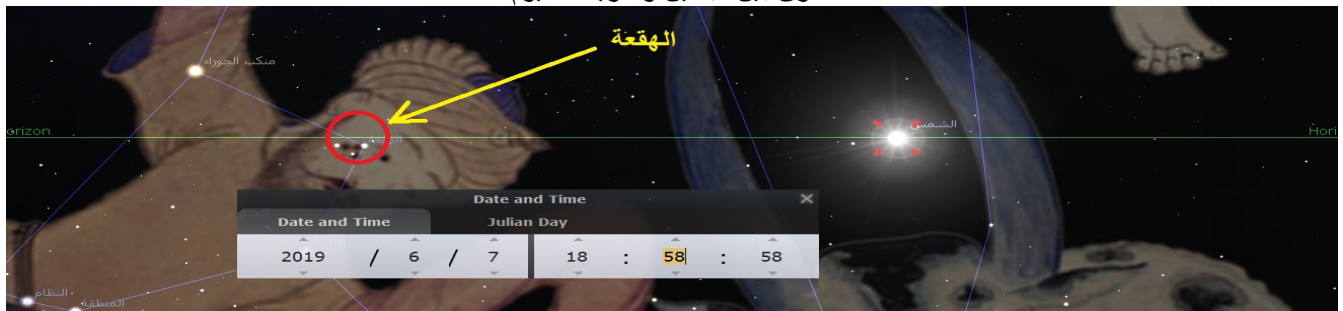 الهقعة
منكب الجوزاء
الشمس
orizon
Hori
Date and Time
Date and Time
Julian Day
2019 / 6 / 7 18 : 58 : 58
النظام
المنطقة